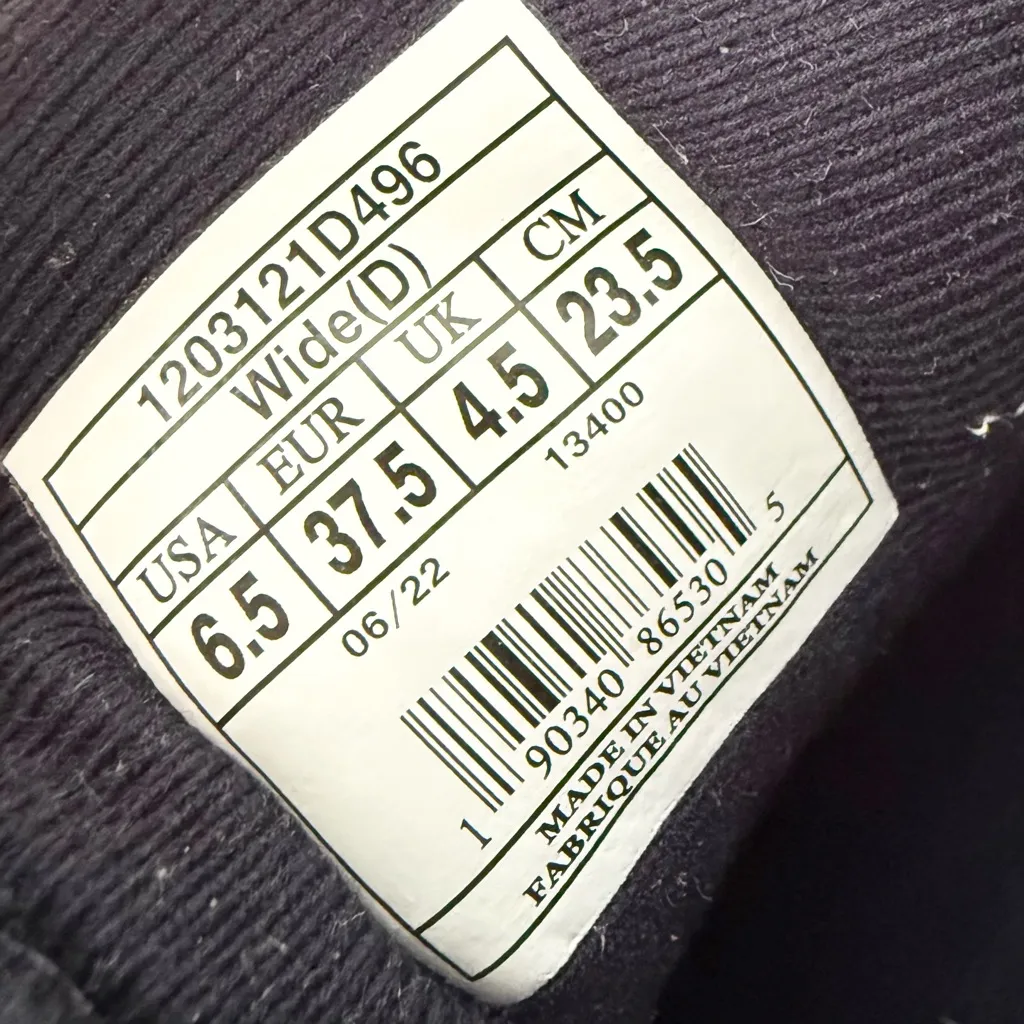 1203121D496
Wide(D)
USA EUR UK CM
6.5 37.5 4.5 23.5
06/22 13400
1 90340 86530 5
MADE IN VIETNAM
FABRIQUE AU VIETNAM